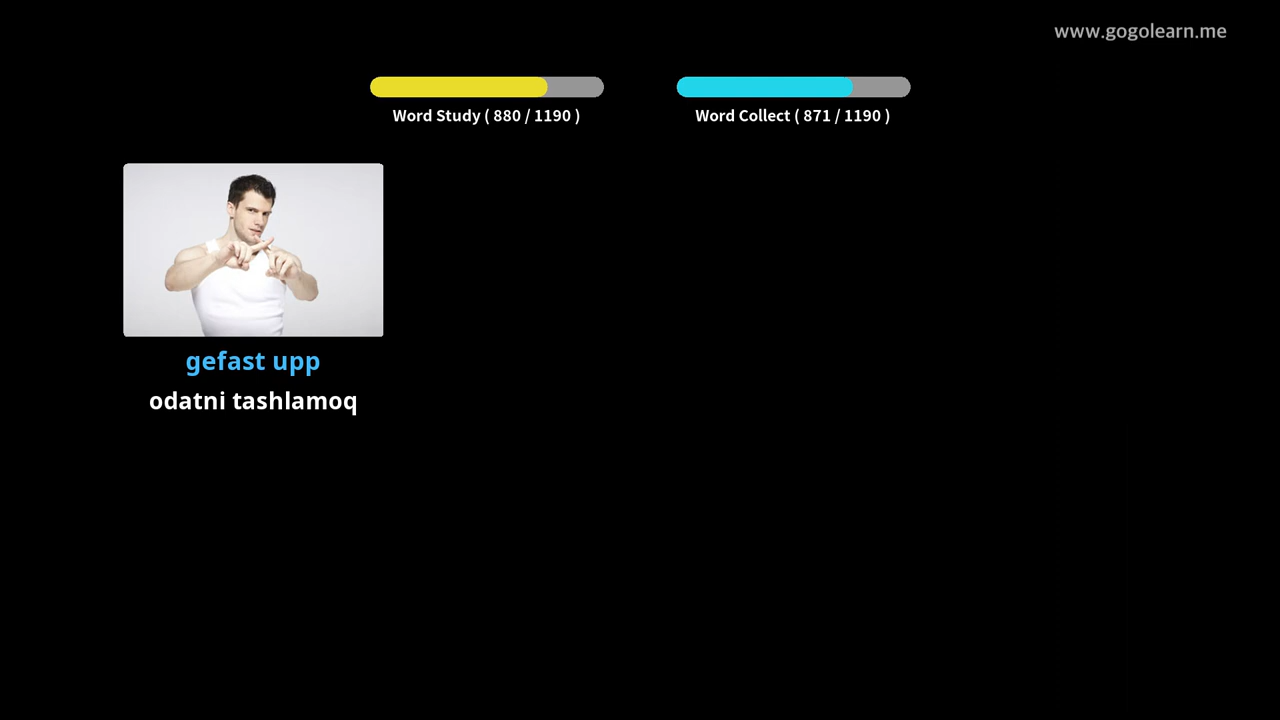 www.gogolearn.me
Word Study ( 880 / 1190 )
Word Collect ( 871 / 1190 )
gefast upp
odatni tashlamoq